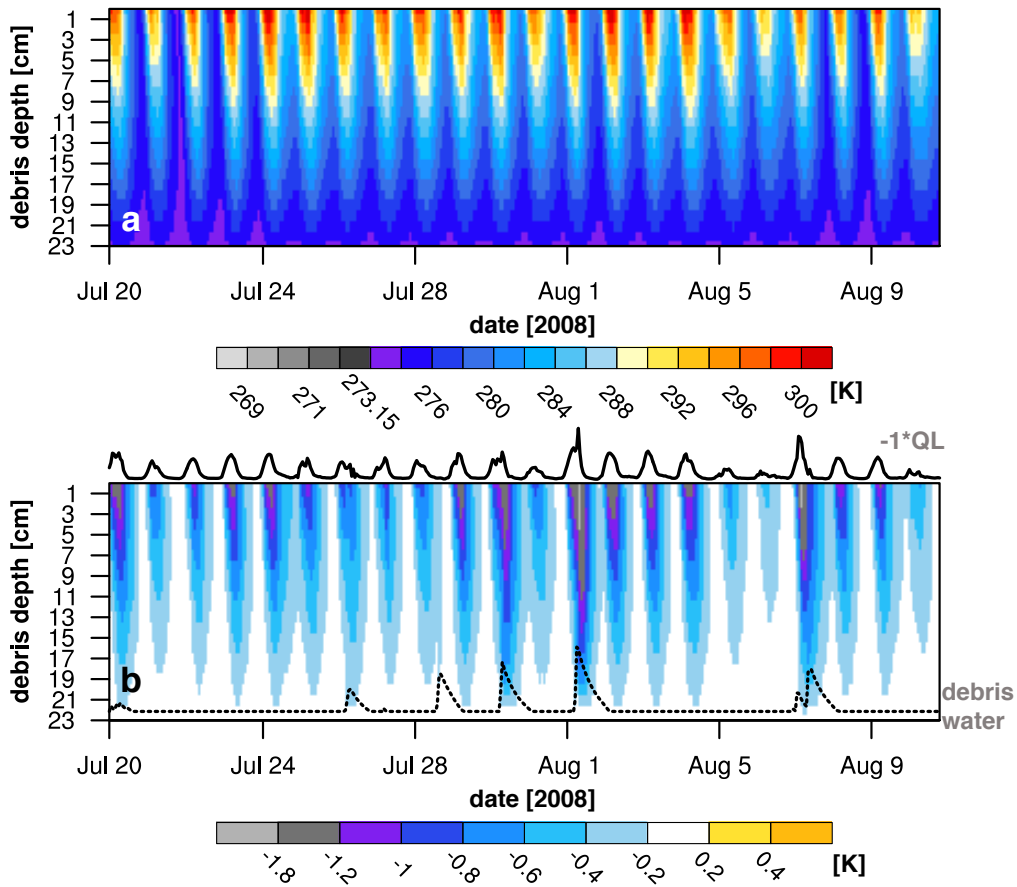 debris depth [cm]
1
3
5
7
9
11
13
15
17
19
21
23
a
Jul 20 Jul 24 Jul 28 Aug 1 Aug 5 Aug 9
date [2008]
269 271 273.15 276 280 284 288 292 296 300 [K]
-1*QL
debris depth [cm]
1
3
5
7
9
11
13
15
17
19
21
23
b
debris
water
Jul 20 Jul 24 Jul 28 Aug 1 Aug 5 Aug 9
date [2008]
-1.8 -1.2 -1 -0.8 -0.6 -0.4 -0.2 0.2 0.4 [K]